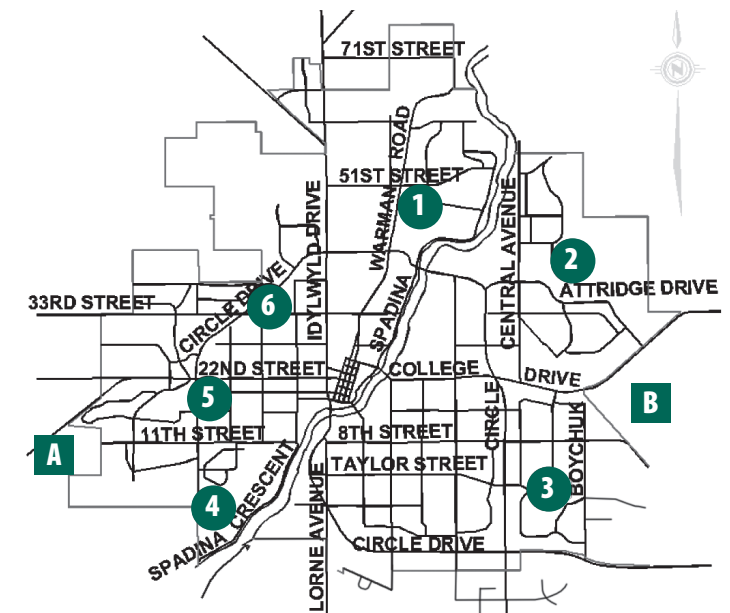 71ST STREET
N
WARMAN ROAD
51ST STREET
1
IDYLWYLD DRIVE
CENTRAL AVENUE
2
ATTRIDGE DRIVE
CIRCLE DRIVE
33RD STREET
6
SPADINA
22ND STREET
COLLEGE DRIVE
5
B
CIRCLE
BOYCHUK
A
11TH STREET
8TH STREET
TAYLOR STREET
3
4
SPADINA CRESCENT
LORNE AVENUE
CIRCLE DRIVE